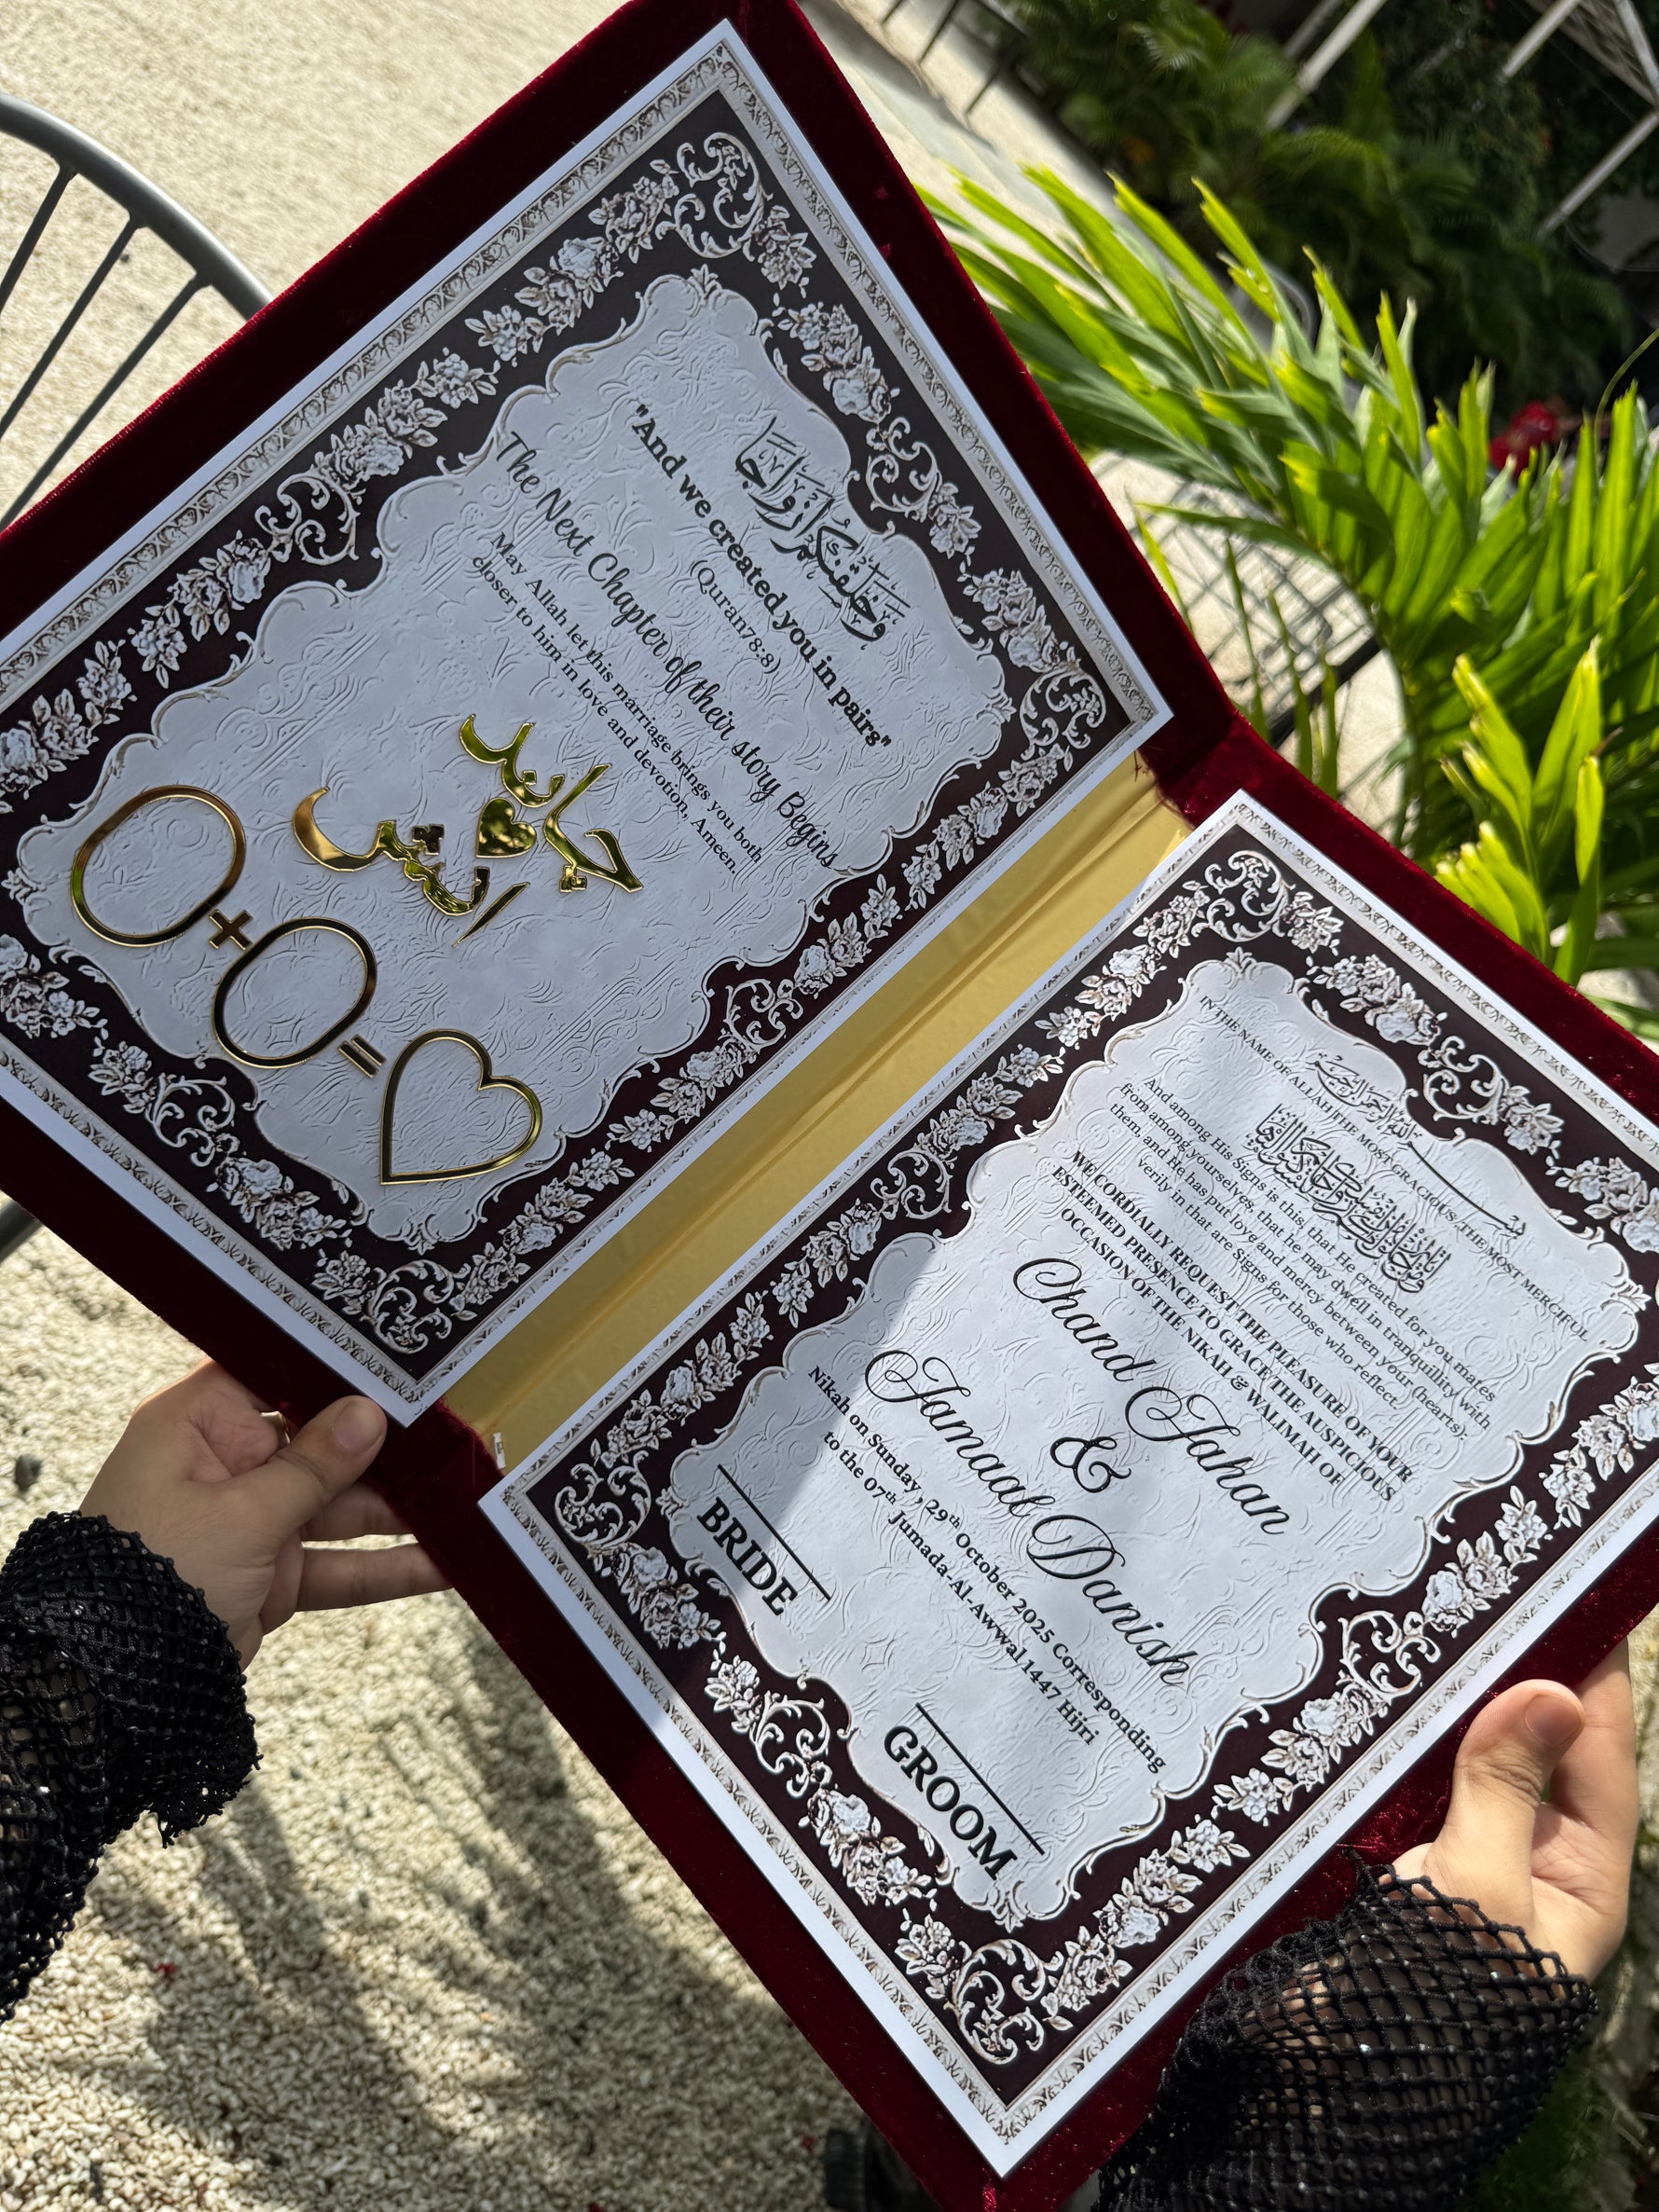 وَخَلَقْنَٰكُمْ أَزْوَٰجًا
"And we created you in pairs"
(Quran78:8)
The Next Chapter of their story Begins
May Allah let this marriage brings you both
closer to him in love and devotion, Ameen.
چاند
انس
O+O=
بسم الله الرحمن الرحيم
IN THE NAME OF ALLAH THE MOST GRACIOUS, THE MOST MERCIFUL
And among His Signs is this, that He created for you mates
from among yourselves, that he may dwell in tranquility with
them, and He has put love and mercy between your (hearts):
verily in that are Signs for those who reflect.
WE CORDIALLY REQUEST THE PLEASURE OF YOUR
ESTEEMED PRESENCE TO GRACE THE AUSPICIOUS
OCCASION OF THE NIKAH & WALIMAH OF
Chand Jahan
&
Jamaal Danish
Nikah on Sunday, 29th October 2025 Corresponding
to the 07th Jumada-Al-Awwal 1447 Hijri
BRIDE
GROOM